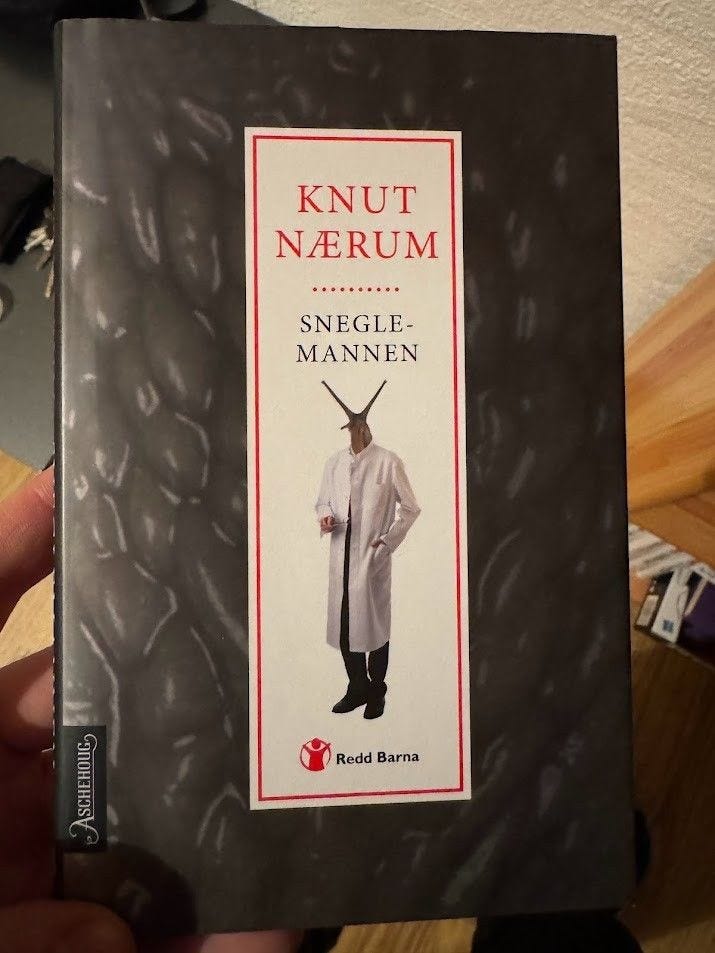 KNUT
NÆRUM
SNEGLE-
MANNEN
Redd Barna
ASCHEHOUG